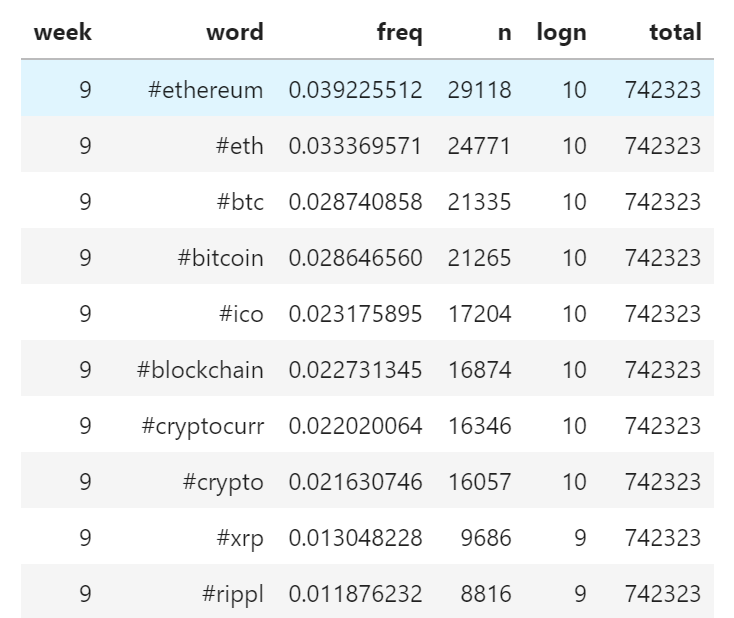 week word freq n logn total
9 #ethereum 0.039225512 29118 10 742323
9 #eth 0.033369571 24771 10 742323
9 #btc 0.028740858 21335 10 742323
9 #bitcoin 0.028646560 21265 10 742323
9 #ico 0.023175895 17204 10 742323
9 #blockchain 0.022731345 16874 10 742323
9 #cryptocurr 0.022020064 16346 10 742323
9 #crypto 0.021630746 16057 10 742323
9 #xrp 0.013048228 9686 9 742323
9 #rippl 0.011876232 8816 9 742323